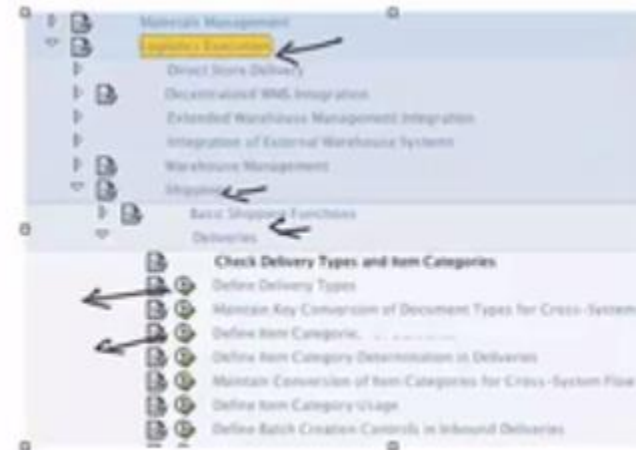 Materials Management
Logistics Execution
Direct Store Delivery
Decentralized WMS Integration
Extended Warehouse Management Integration
Integration of External Warehouse Systems
Warehouse Management
Shipping
Basic Shipping Functions
Deliveries
Check Delivery Types and Item Categories
Define Delivery Types
Maintain Key Conversion of Document Types for Cross-System
Define Item Categorie
Define Item Category Determination in Deliveries
Maintain Conversion of Item Categories for Cross-System Flow
Define Item Category Usage
Define Batch Creation Controls in Inbound Deliveries